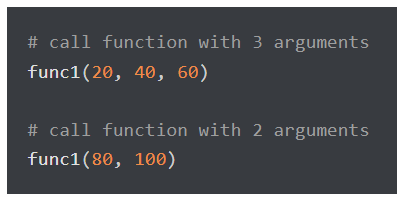 # call function with 3 arguments
func1(20, 40, 60)
# call function with 2 arguments
func1(80, 100)